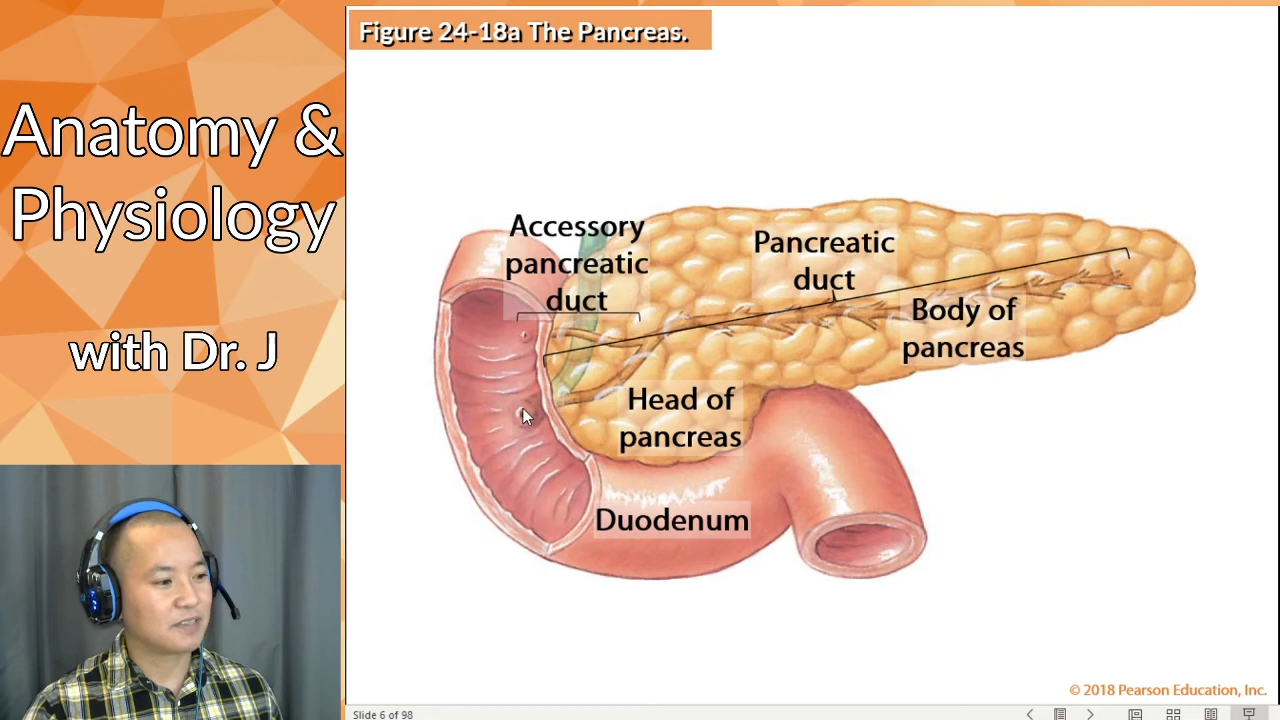 Anatomy &
Physiology
with Dr. J
Figure 24-18a The Pancreas.
Accessory
pancreatic
duct
Pancreatic
duct
Body of
pancreas
Head of
pancreas
Duodenum
© 2018 Pearson Education, Inc.
Slide 6 of 98